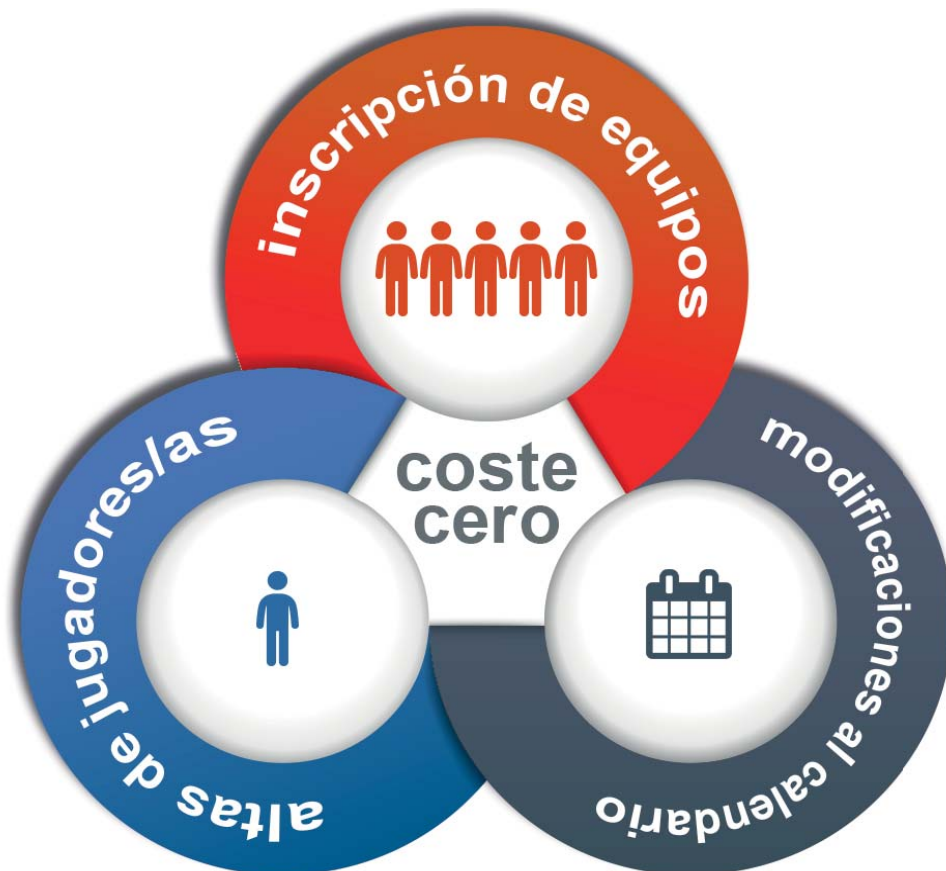 inscripción de equipos
altas de jugadores/as
coste
cero
modificaciones al calendario